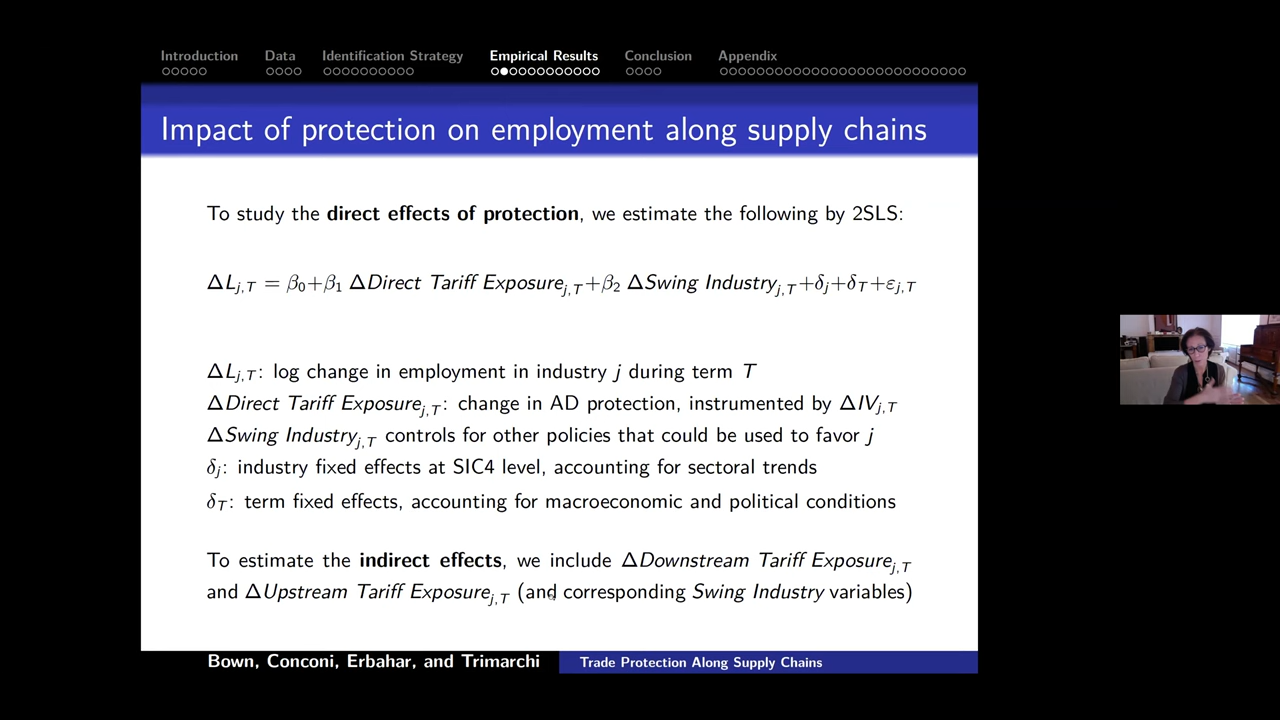 Introduction Data Identification Strategy Empirical Results Conclusion Appendix
Impact of protection on employment along supply chains
To study the direct effects of protection, we estimate the following by 2SLS:
ΔL_{j,T} = β₀+β₁ ΔDirect Tariff Exposure_{j,T}+β₂ ΔSwing Industry_{j,T}+δ_j+δ_T+ε_{j,T}
ΔL_{j,T}: log change in employment in industry j during term T
ΔDirect Tariff Exposure_{j,T}: change in AD protection, instrumented by ΔIV_{j,T}
ΔSwing Industry_{j,T} controls for other policies that could be used to favor j
δ_j: industry fixed effects at SIC4 level, accounting for sectoral trends
δ_T: term fixed effects, accounting for macroeconomic and political conditions
To estimate the indirect effects, we include ΔDownstream Tariff Exposure_{j,T}
and ΔUpstream Tariff Exposure_{j,T} (and corresponding Swing Industry variables)
Bown, Conconi, Erbahar, and Trimarchi Trade Protection Along Supply Chains